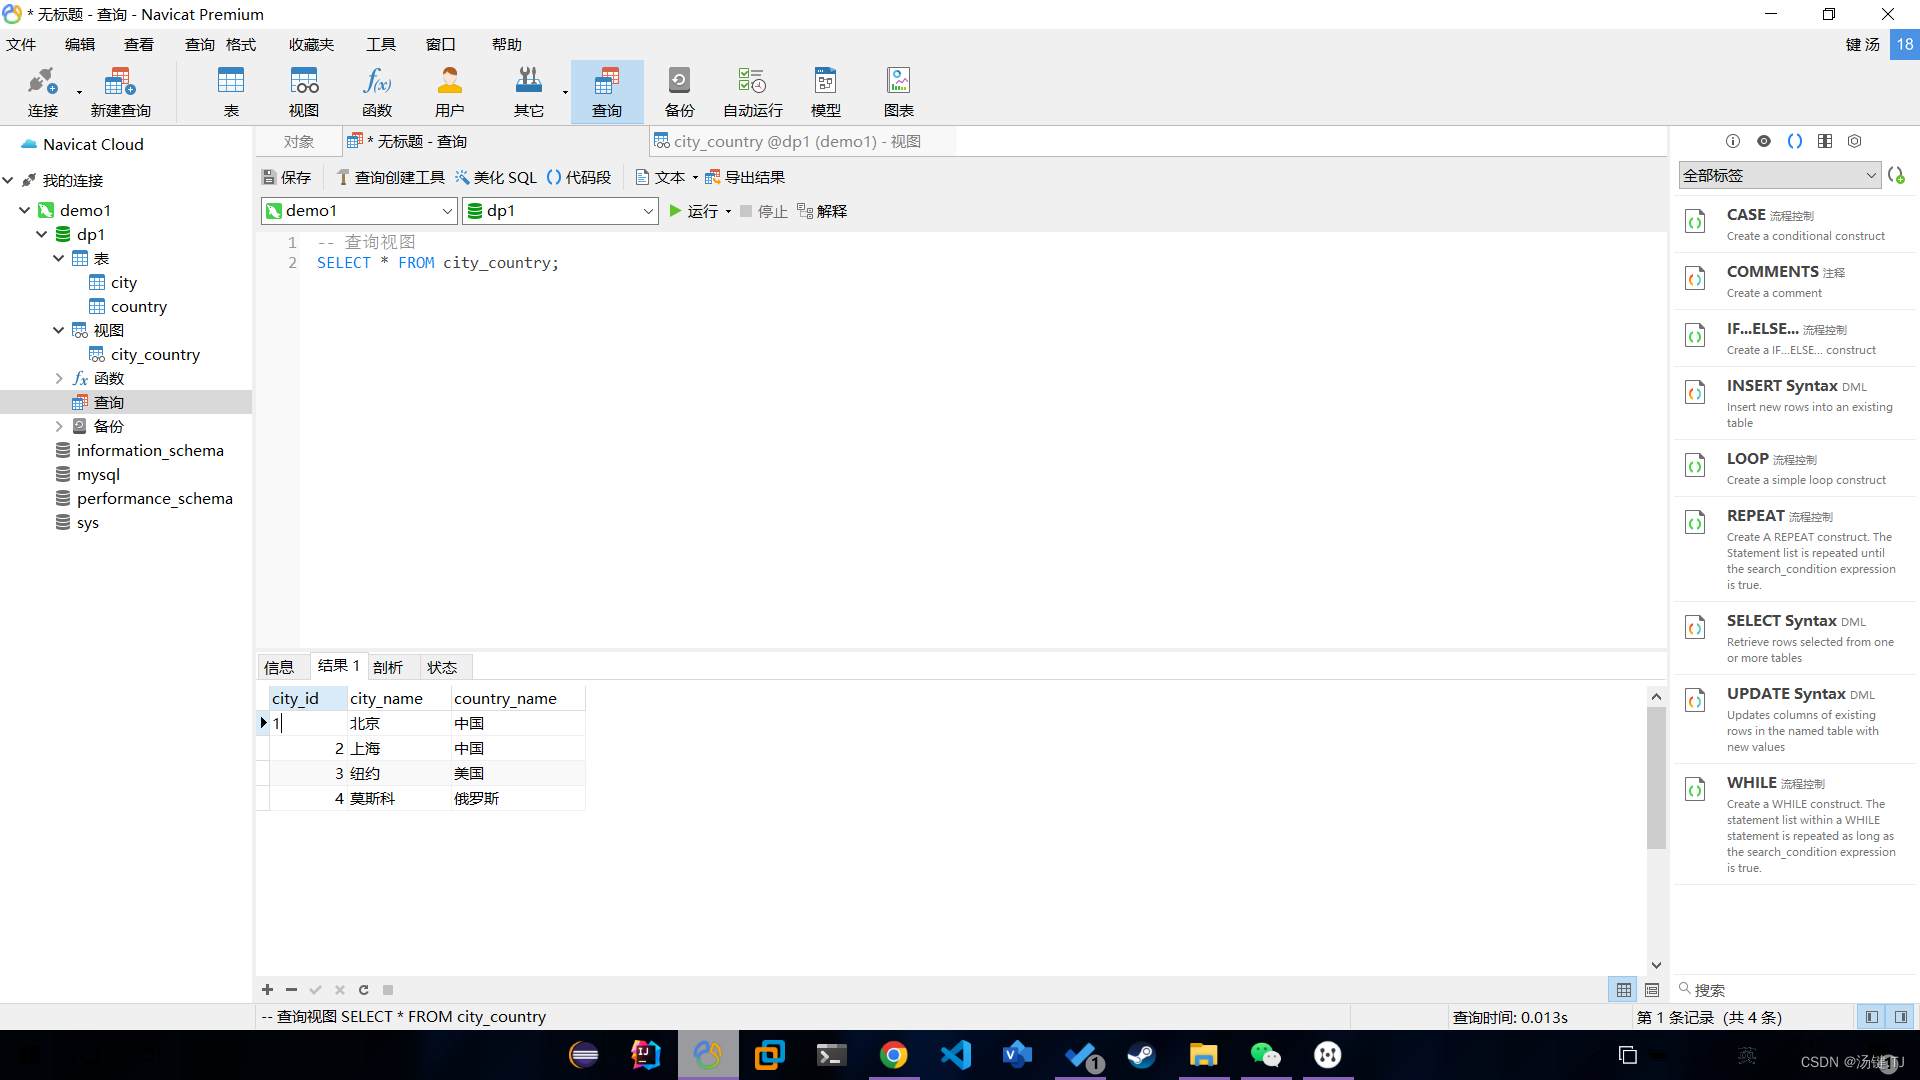 * 无标题 - 查询 - Navicat Premium
文件 编辑 查看 查询 格式 收藏夹 工具 窗口 帮助
键 汤 18
连接 新建查询 表 视图 函数 用户 其它 查询 备份 自动运行 模型 图表
Navicat Cloud
我的连接
demo1
dp1
表
city
country
视图
city_country
函数
查询
备份
information_schema
mysql
performance_schema
sys
对象 * 无标题 - 查询 city_country @dp1 (demo1) - 视图
保存 查询创建工具 美化 SQL 代码段 文本 导出结果
demo1 dp1 运行 停止 解释
1 -- 查询视图
2 SELECT * FROM city_country;
信息 结果 1 剖析 状态
city_id city_name country_name
1 北京 中国
2 上海 中国
3 纽约 美国
4 莫斯科 俄罗斯
-- 查询视图 SELECT * FROM city_country
查询时间: 0.013s
第 1 条记录 (共 4 条)
全部标签
CASE 流程控制
Create a conditional construct
COMMENTS 注释
Create a comment
IF...ELSE... 流程控制
Create a IF...ELSE... construct
INSERT Syntax DML
Insert new rows into an existing
table
LOOP 流程控制
Create a simple loop construct
REPEAT 流程控制
Create A REPEAT construct. The
Statement list is repeated until
the search_condition expression
is true.
SELECT Syntax DML
Retrieve rows selected from one
or more tables
UPDATE Syntax DML
Updates columns of existing
rows in the named table with
new values
WHILE 流程控制
Create a WHILE construct. The
statement list within a WHILE
statement is repeated as long as
the search_condition expression
is true.
搜索
1
英
CSDN @汤键.TJ